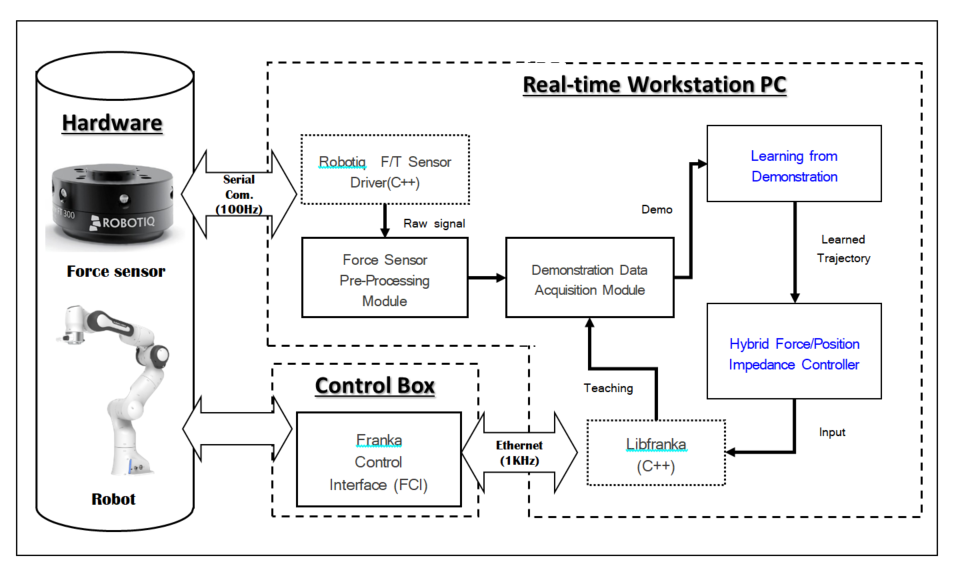 Real-time Workstation PC
Hardware
Serial
Com.
(100Hz)
Robotiq F/T Sensor
Driver(C++)
Learning from
Demonstration
300
ROBOTIQ
Force sensor
Raw signal
Demo
Force Sensor
Pre-Processing
Module
Demonstration Data
Acquisition Module
Learned
Trajectory
Hybrid Force/Position
Impedance Controller
Control Box
Teaching
Input
Franka
Control
Interface (FCI)
Ethernet
(1KHz)
Libfranka
(C++)
Robot